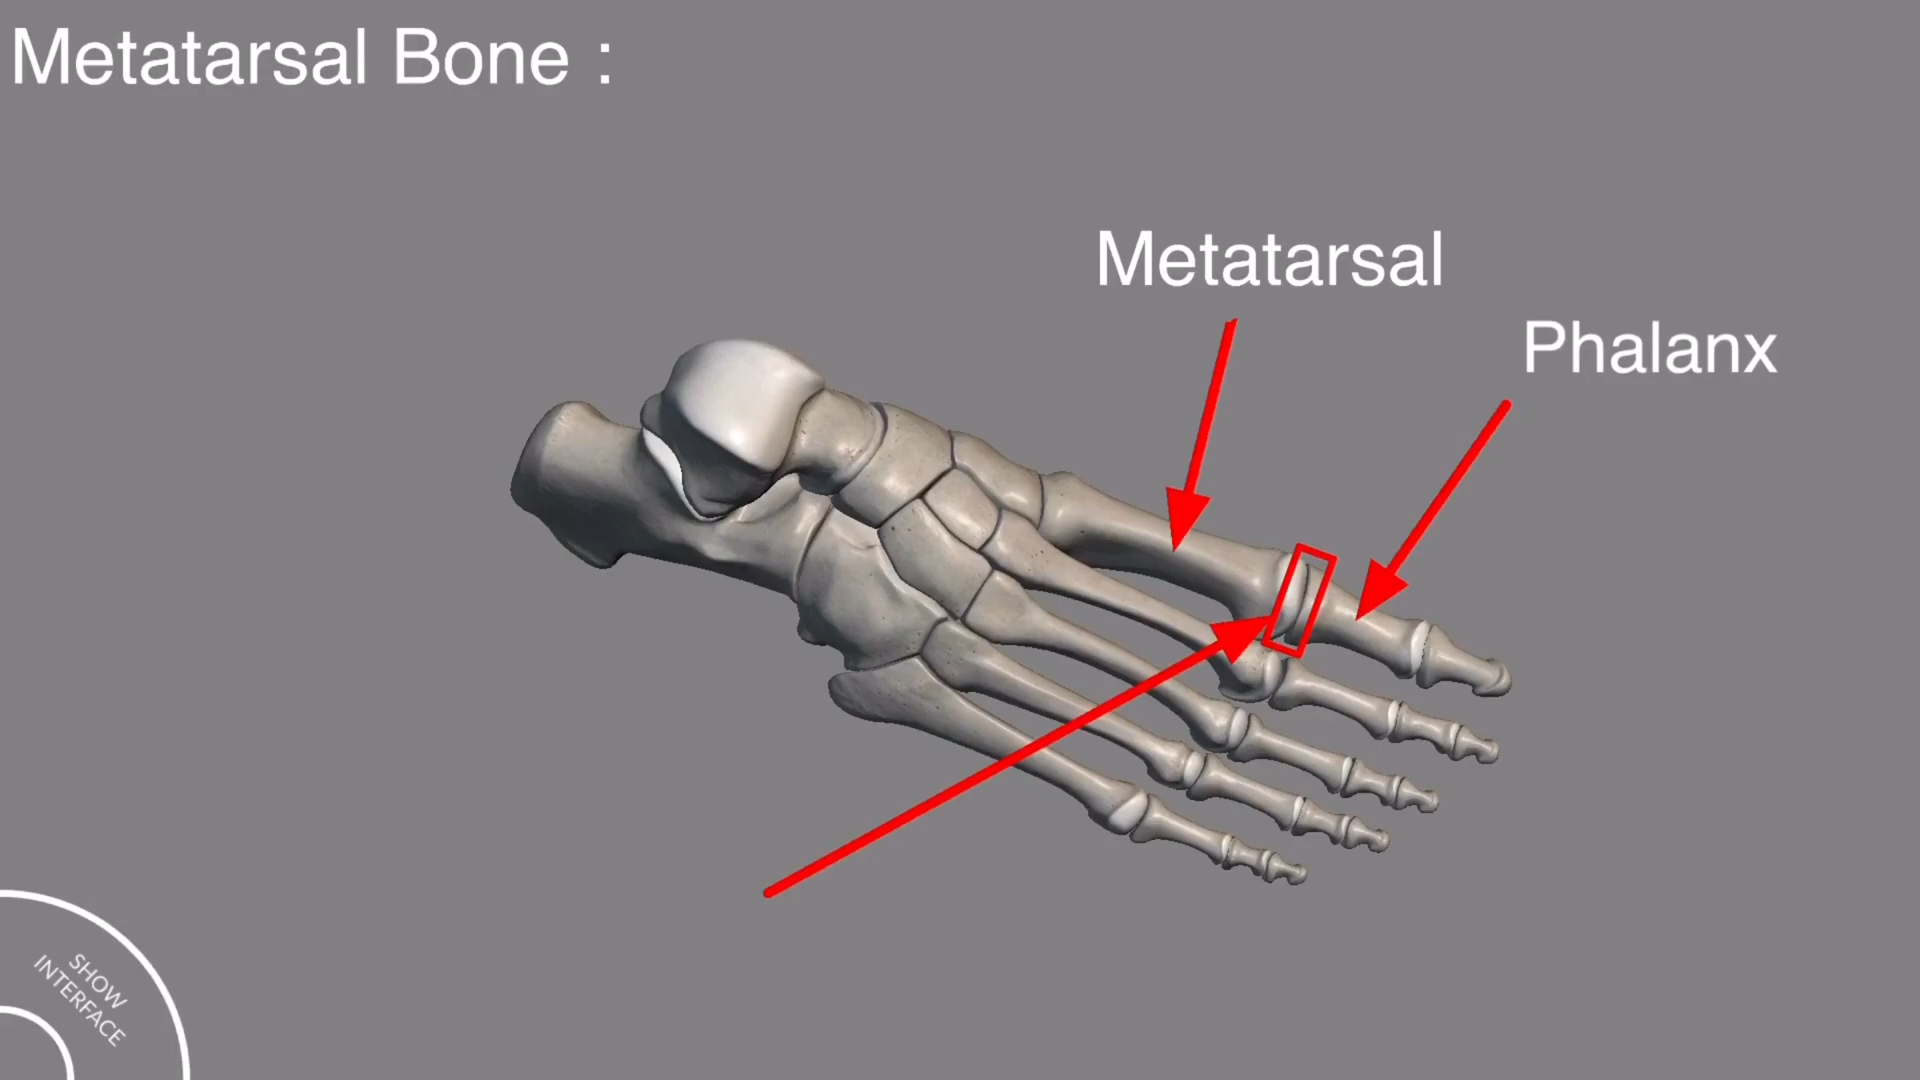 Metatarsal Bone :
Metatarsal
Phalanx
SHOW
INTERFACE